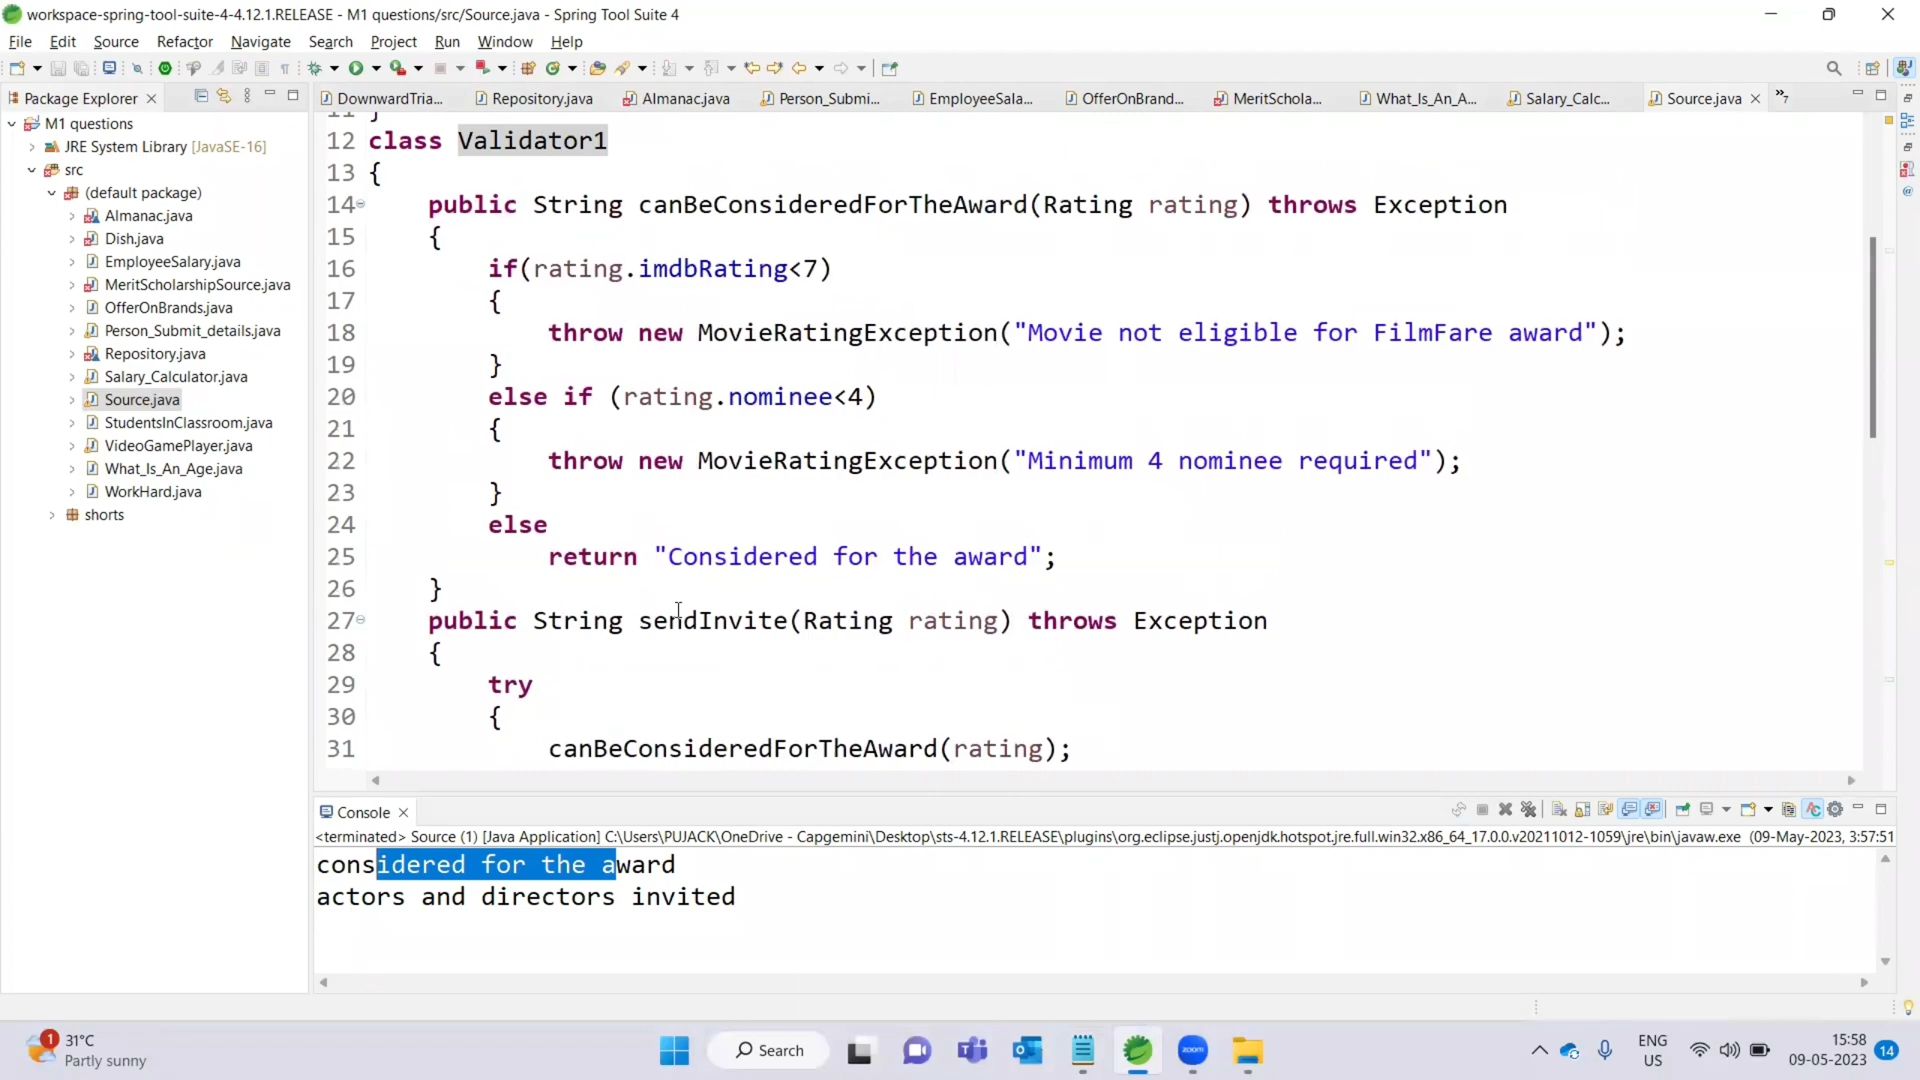 workspace-spring-tool-suite-4-4.12.1.RELEASE - M1 questions/src/Source.java - Spring Tool Suite 4
File Edit Source Refactor Navigate Search Project Run Window Help
Package Explorer
M1 questions
JRE System Library [JavaSE-16]
src
(default package)
Almanac.java
Dish.java
EmployeeSalary.java
MeritScholarshipSource.java
OfferOnBrands.java
Person_Submit_details.java
Repository.java
Salary_Calculator.java
Source.java
StudentsInClassroom.java
VideoGamePlayer.java
What_Is_An_Age.java
WorkHard.java
shorts
DownwardTria... Repository.java Almanac.java Person_Submi... EmployeeSala... OfferOnBrand... MeritSchola... What_Is_An_A... Salary_Calc... Source.java »7
11 }
12 class Validator1
13 {
14 public String canBeConsideredForTheAward(Rating rating) throws Exception
15 {
16 if(rating.imdbRating<7)
17 {
18 throw new MovieRatingException("Movie not eligible for FilmFare award");
19 }
20 else if (rating.nominee<4)
21 {
22 throw new MovieRatingException("Minimum 4 nominee required");
23 }
24 else
25 return "Considered for the award";
26 }
27 public String sendInvite(Rating rating) throws Exception
28 {
29 try
30 {
31 canBeConsideredForTheAward(rating);
Console
<terminated> Source (1) [Java Application] C:\Users\PUJACK\OneDrive - Capgemini\Desktop\sts-4.12.1.RELEASE\plugins\org.eclipse.justj.openjdk.hotspot.jre.full.win32.x86_64_17.0.0.v20211012-1059\jre\bin\javaw.exe (09-May-2023, 3:57:51
considered for the award
actors and directors invited
1
31°C
Partly sunny
Search
zoom
ENG
US
15:58
09-05-2023
14